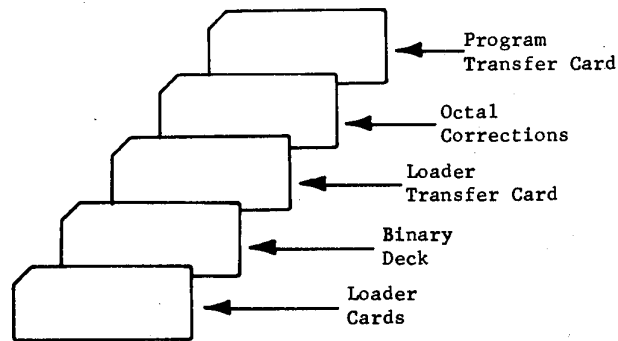 Program
Transfer Card
Octal
Corrections
Loader
Transfer Card
Binary
Deck
Loader
Cards